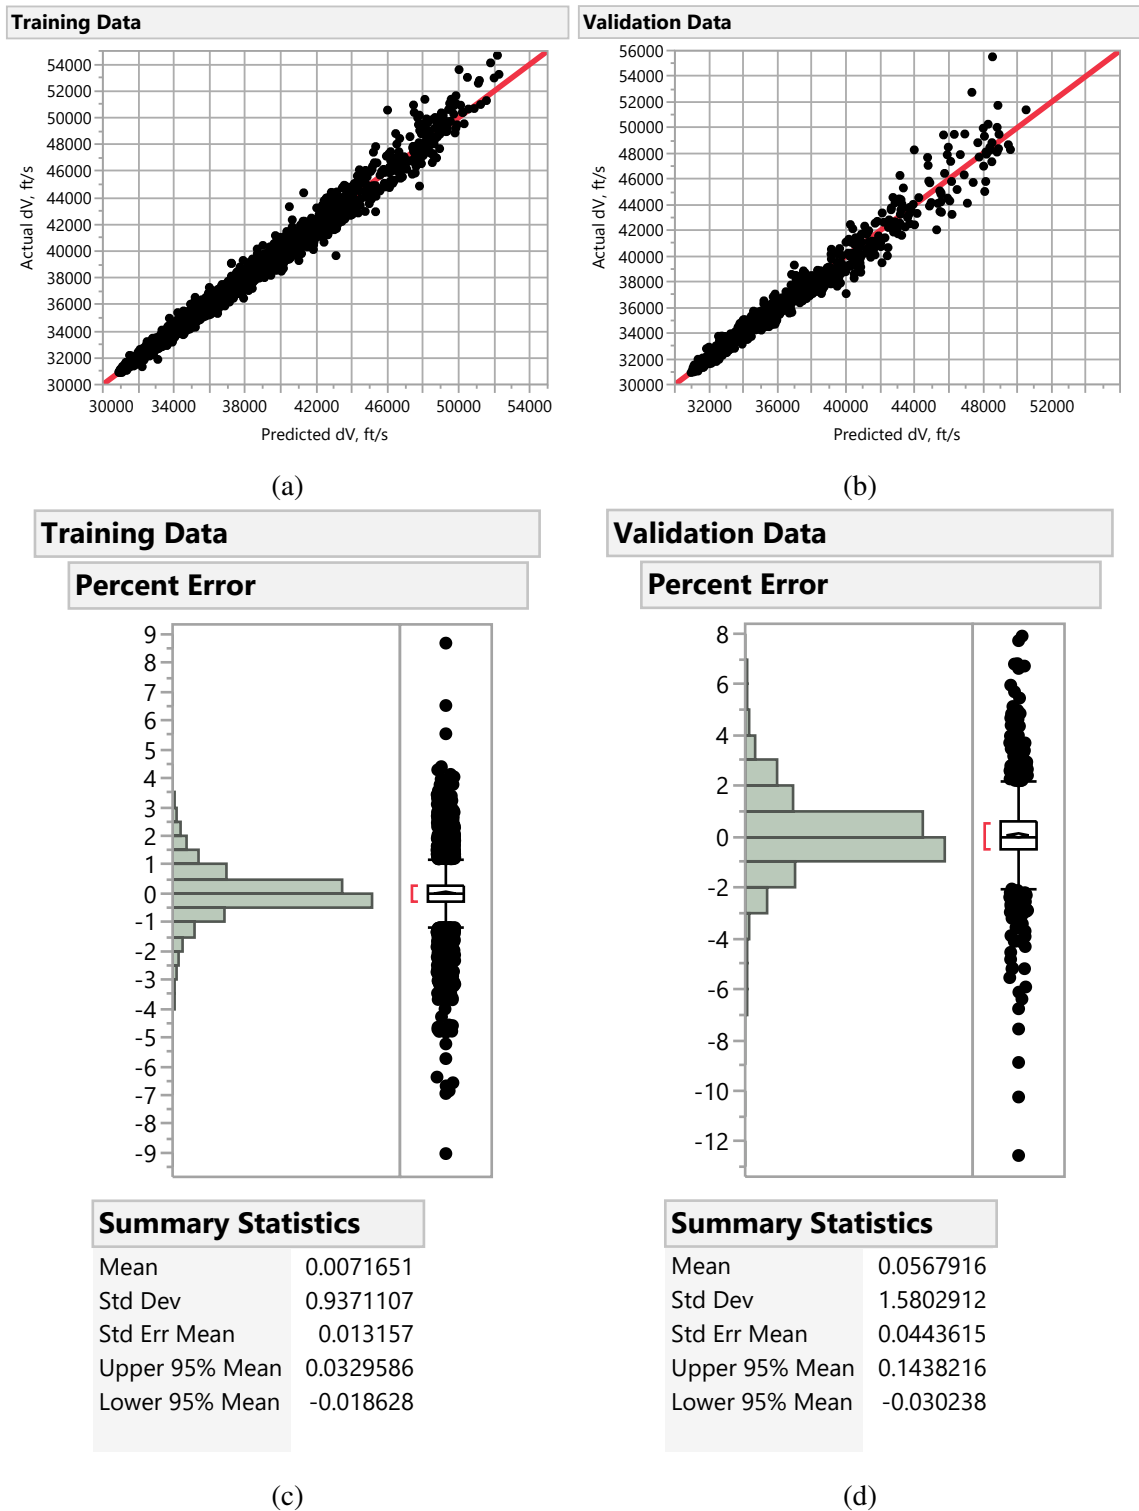 Training Data
54000
52000
50000
48000
46000
44000
42000
40000
38000
36000
34000
32000
30000
Actual dV, ft/s
30000 34000 38000 42000 46000 50000 54000
Predicted dV, ft/s
(a)
Validation Data
56000
54000
52000
50000
48000
46000
44000
42000
40000
38000
36000
34000
32000
30000
Actual dV, ft/s
32000 36000 40000 44000 48000 52000
Predicted dV, ft/s
(b)
Training Data
Percent Error
9
8
7
6
5
4
3
2
1
0
-1
-2
-3
-4
-5
-6
-7
-8
-9
Summary Statistics
Mean 0.0071651
Std Dev 0.9371107
Std Err Mean 0.013157
Upper 95% Mean 0.0329586
Lower 95% Mean -0.018628
(c)
Validation Data
Percent Error
8
6
4
2
0
-2
-4
-6
-8
-10
-12
Summary Statistics
Mean 0.0567916
Std Dev 1.5802912
Std Err Mean 0.0443615
Upper 95% Mean 0.1438216
Lower 95% Mean -0.030238
(d)